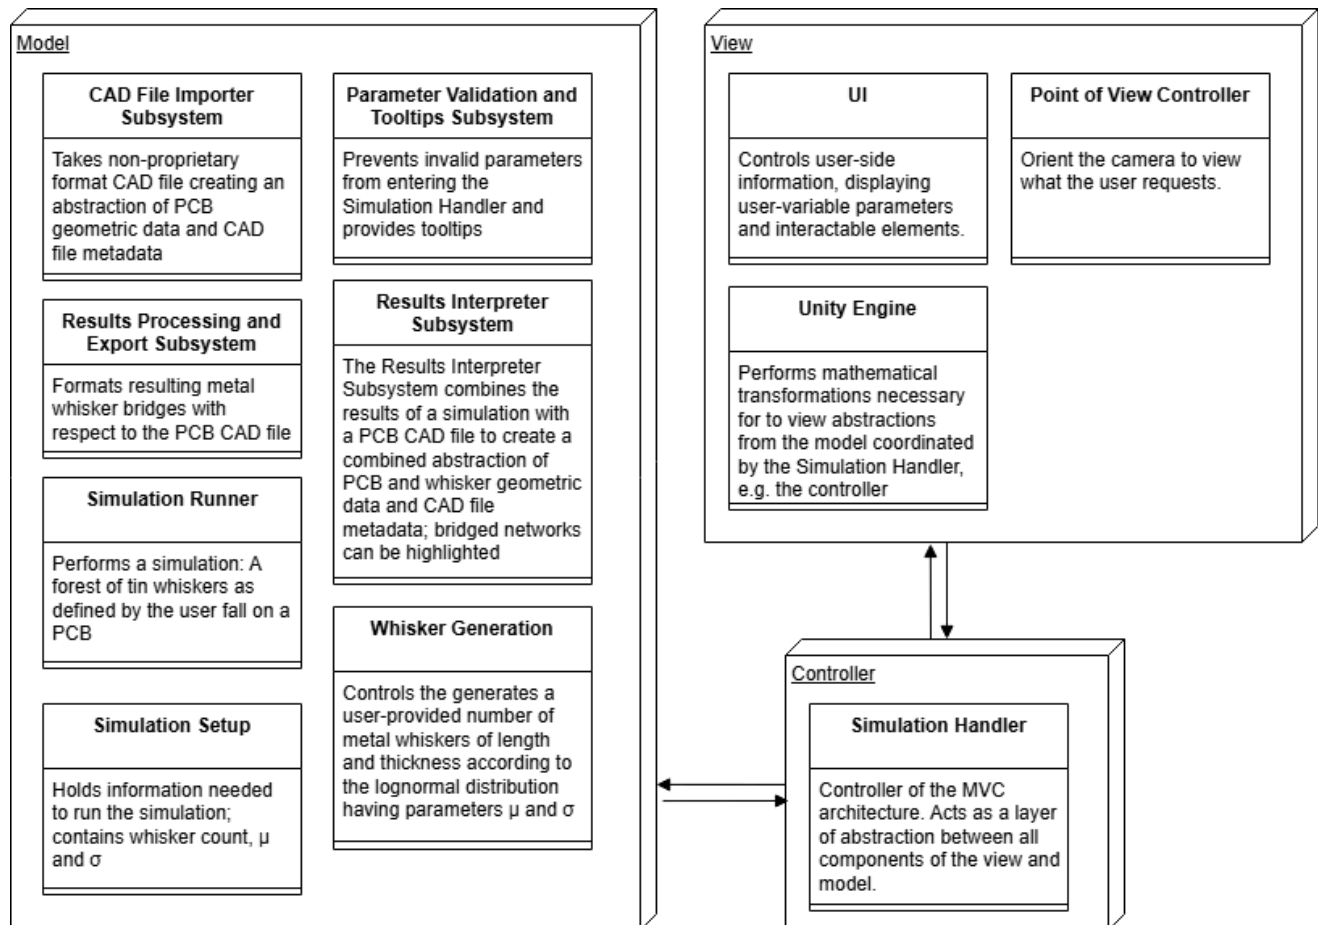 Model
CAD File Importer
Subsystem
Takes non-proprietary
format CAD file creating an
abstraction of PCB
geometric data and CAD
file metadata
Parameter Validation and
Tooltips Subsystem
Prevents invalid parameters
from entering the
Simulation Handler and
provides tooltips
Results Processing and
Export Subsystem
Formats resulting metal
whisker bridges with
respect to the PCB CAD file
Results Interpreter
Subsystem
The Results Interpreter
Subsystem combines the
results of a simulation with
a PCB CAD file to create a
combined abstraction of
PCB and whisker geometric
data and CAD file
metadata; bridged networks
can be highlighted
Simulation Runner
Performs a simulation: A
forest of tin whiskers as
defined by the user fall on a
PCB
Whisker Generation
Controls the generates a
user-provided number of
metal whiskers of length
and thickness according to
the lognormal distribution
having parameters μ and σ
Simulation Setup
Holds information needed
to run the simulation;
contains whisker count, μ
and σ
View
UI
Controls user-side
information, displaying
user-variable parameters
and interactable elements.
Point of View Controller
Orient the camera to view
what the user requests.
Unity Engine
Performs mathematical
transformations necessary
for to view abstractions
from the model coordinated
by the Simulation Handler,
e.g. the controller
Controller
Simulation Handler
Controller of the MVC
architecture. Acts as a layer
of abstraction between all
components of the view and
model.